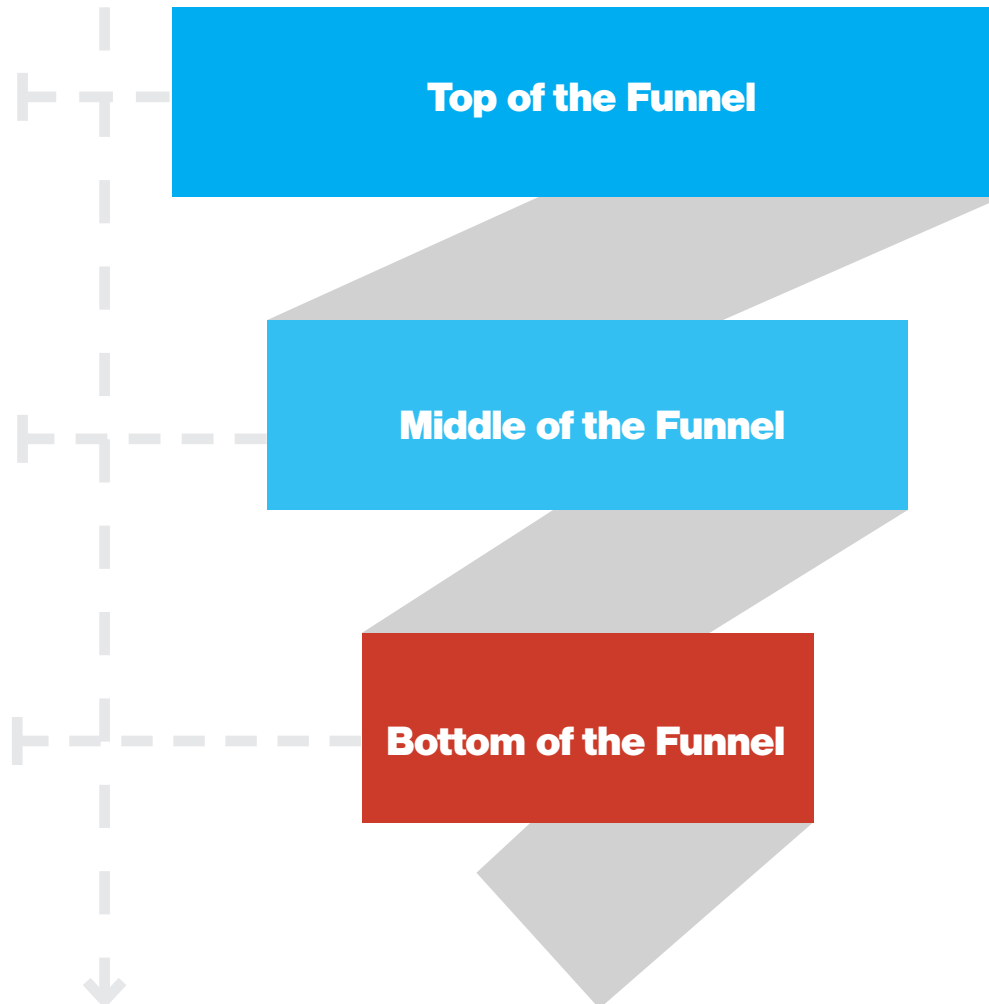 Top of the Funnel
Middle of the Funnel
Bottom of the Funnel